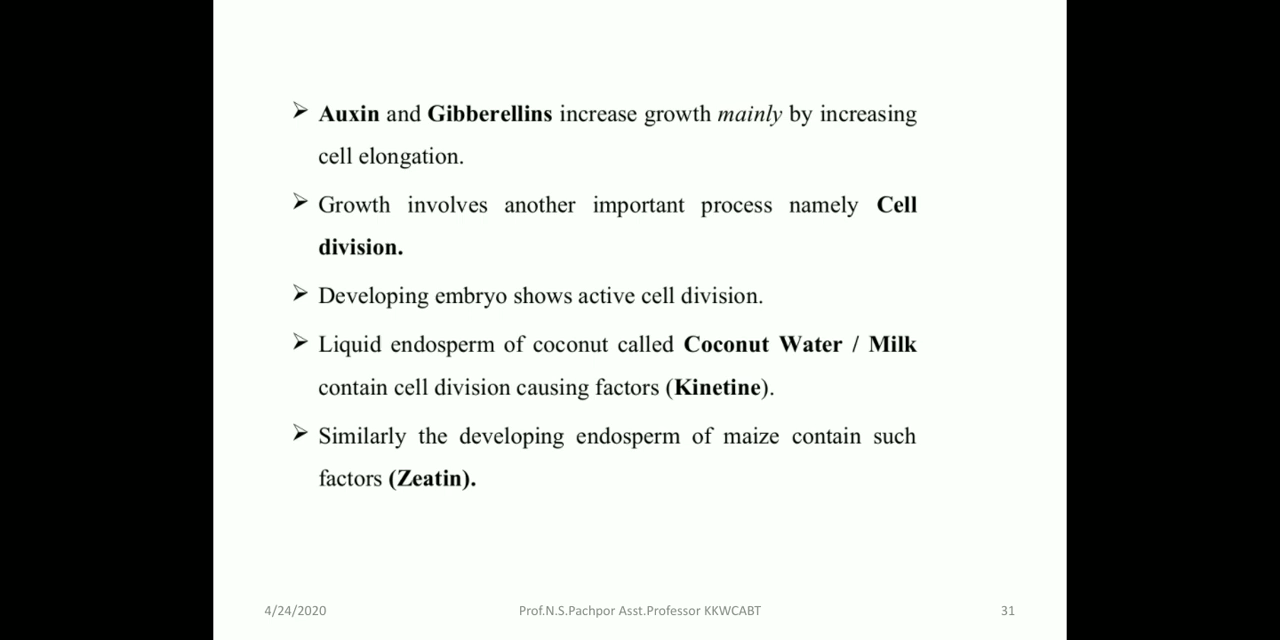 ➢ Auxin and Gibberellins increase growth mainly by increasing
cell elongation.
➢ Growth involves another important process namely Cell
division.
➢ Developing embryo shows active cell division.
➢ Liquid endosperm of coconut called Coconut Water / Milk
contain cell division causing factors (Kinetine).
➢ Similarly the developing endosperm of maize contain such
factors (Zeatin).
4/24/2020 Prof.N.S.Pachpor Asst.Professor KKWCABT 31